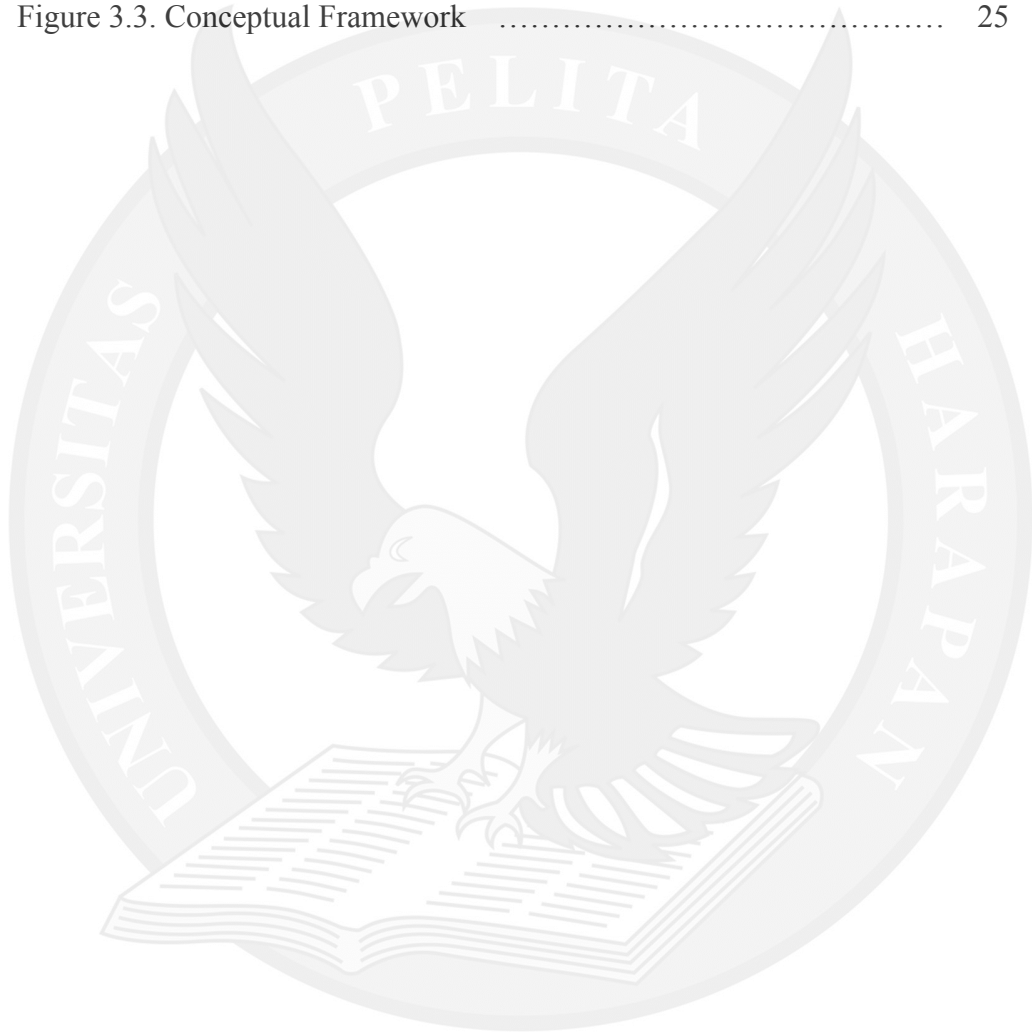 Figure 3.3. Conceptual Framework ………………………………………… 25
UNIVERSITAS PELITA HARAPAN